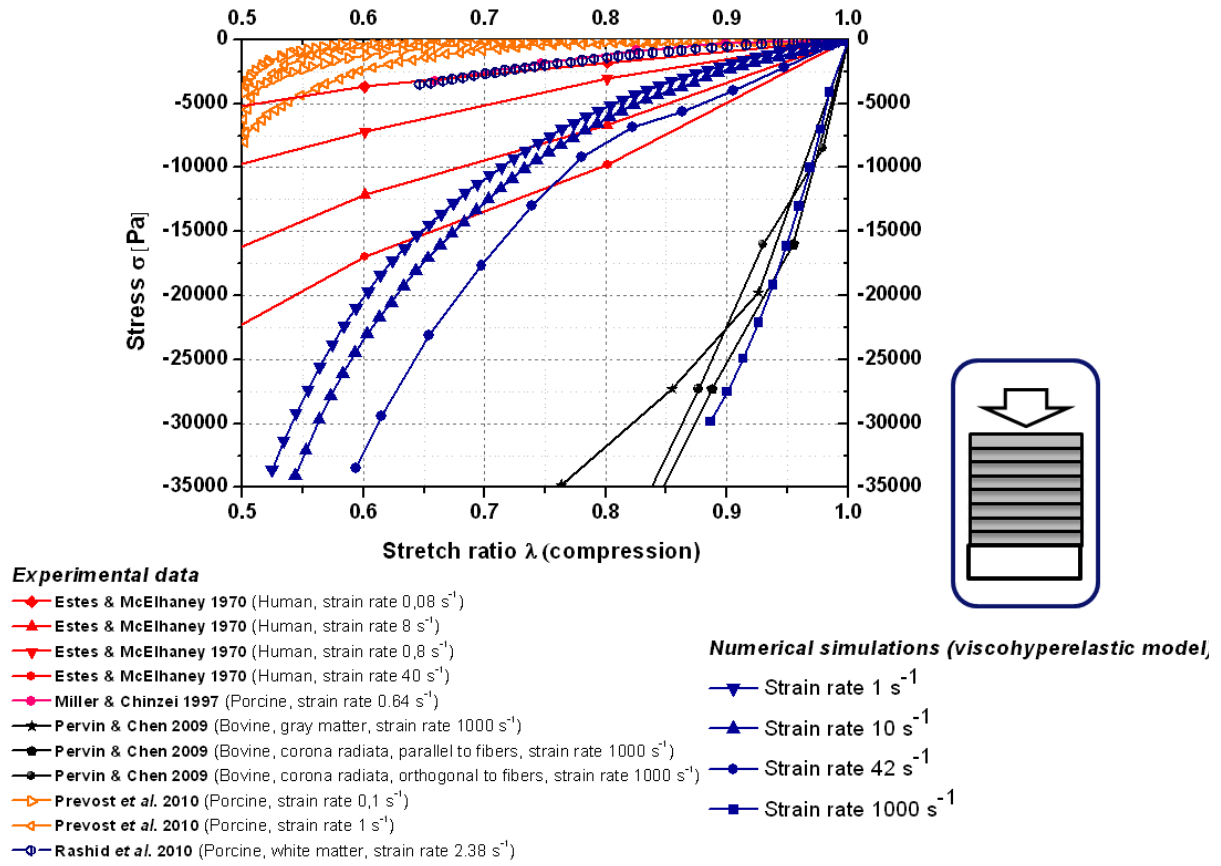 0.5 0.6 0.7 0.8 0.9 1.0
0 0
-5000 -5000
-10000 -10000
-15000 -15000
-20000 -20000
-25000 -25000
-30000 -30000
-35000 -35000
0.5 0.6 0.7 0.8 0.9 1.0
Stress σ [Pa]
Stretch ratio λ (compression)
Experimental data
Estes & McElhaney 1970 (Human, strain rate 0,08 s⁻¹)
Estes & McElhaney 1970 (Human, strain rate 8 s⁻¹)
Estes & McElhaney 1970 (Human, strain rate 0,8 s⁻¹)
Estes & McElhaney 1970 (Human, strain rate 40 s⁻¹)
Miller & Chinzei 1997 (Porcine, strain rate 0.64 s⁻¹)
Pervin & Chen 2009 (Bovine, gray matter, strain rate 1000 s⁻¹)
Pervin & Chen 2009 (Bovine, corona radiata, parallel to fibers, strain rate 1000 s⁻¹)
Pervin & Chen 2009 (Bovine, corona radiata, orthogonal to fibers, strain rate 1000 s⁻¹)
Prevost et al. 2010 (Porcine, strain rate 0,1 s⁻¹)
Prevost et al. 2010 (Porcine, strain rate 1 s⁻¹)
Rashid et al. 2010 (Porcine, white matter, strain rate 2.38 s⁻¹)
Numerical simulations (viscohyperelastic model)
Strain rate 1 s⁻¹
Strain rate 10 s⁻¹
Strain rate 42 s⁻¹
Strain rate 1000 s⁻¹